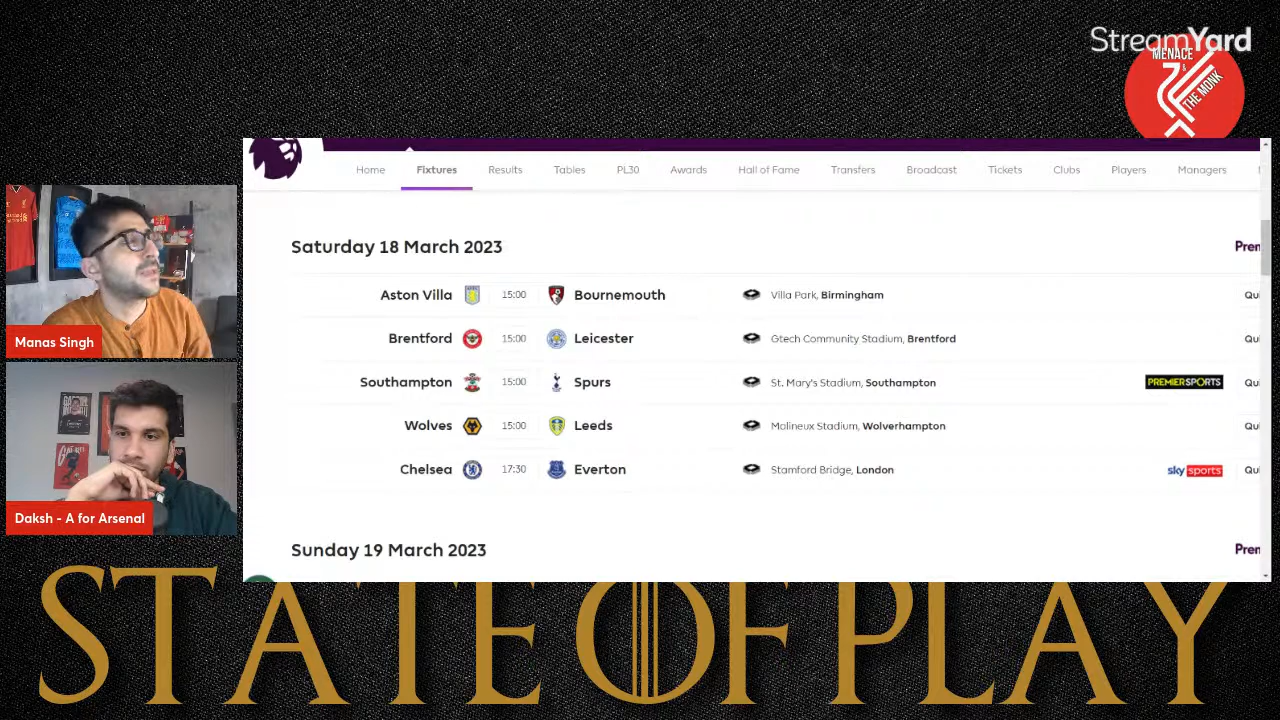 StreamYard
MENACE
&
THE MONK
Home Fixtures Results Tables PL30 Awards Hall of Fame Transfers Broadcast Tickets Clubs Players Managers
Saturday 18 March 2023
Aston Villa 15:00 Bournemouth Villa Park, Birmingham
Brentford 15:00 Leicester Gtech Community Stadium, Brentford
Southampton 15:00 Spurs St. Mary's Stadium, Southampton PREMIER SPORTS
Wolves 15:00 Leeds Molineux Stadium, Wolverhampton
Chelsea 17:30 Everton Stamford Bridge, London sky sports
Sunday 19 March 2023
Manas Singh
Daksh - A for Arsenal
STATE OF PLAY